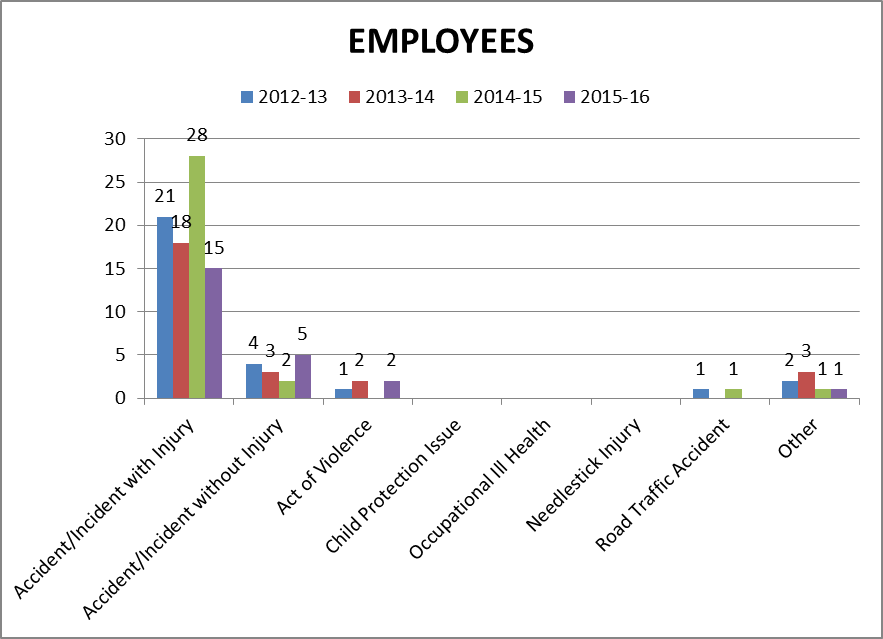 EMPLOYEES
2012-13 2013-14 2014-15 2015-16
30
25
20
15
10
5
0
21 18 28 15
4 3 2 5
1 2 2
1 1
2 3 1 1
Accident/Incident with Injury
Accident/Incident without Injury
Act of Violence
Child Protection Issue
Occupational Ill Health
Needlestick Injury
Road Traffic Accident
Other